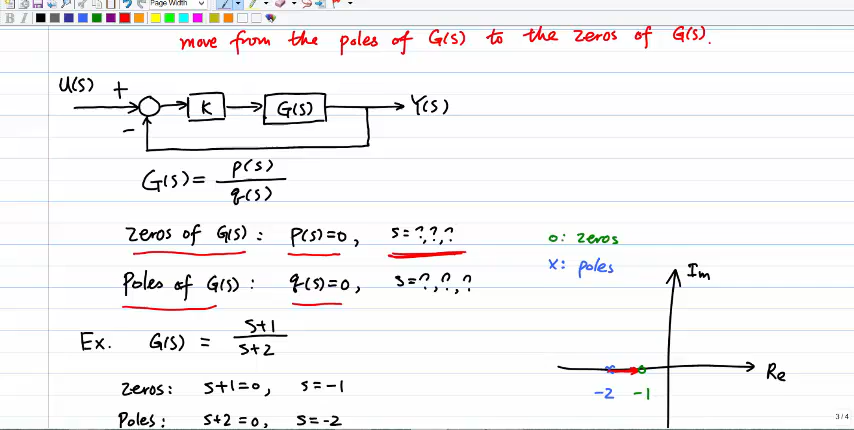 Page Width
B I
move from the poles of G(s) to the zeros of G(s).
U(s) + K G(s) Y(s)
−
G(s) = p(s) / q(s)
Zeros of G(s): p(s)=0, s=?,?,?
o: zeros
Poles of G(s): q(s)=0, s=?,?,?
x: poles
Im
Ex. G(s) = s+1 / s+2
Re
-2 -1
zeros: s+1=0, s=-1
Poles: s+2=0, s=-2
3/4